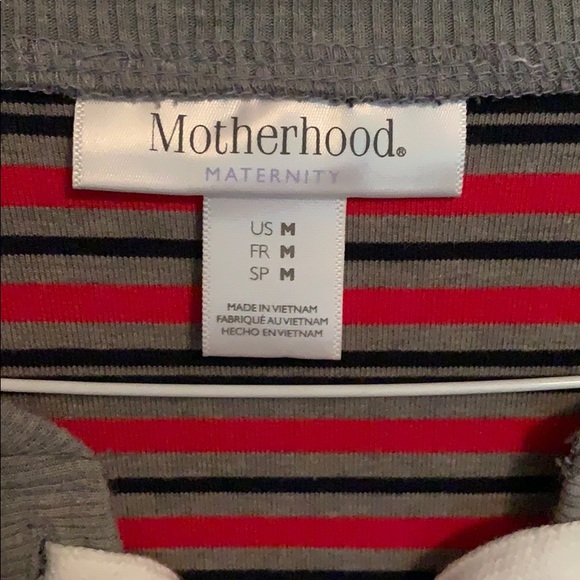 Motherhood®
MATERNITY
US M
FR M
SP M
MADE IN VIETNAM
FABRIQUÉ AU VIETNAM
HECHO EN VIETNAM